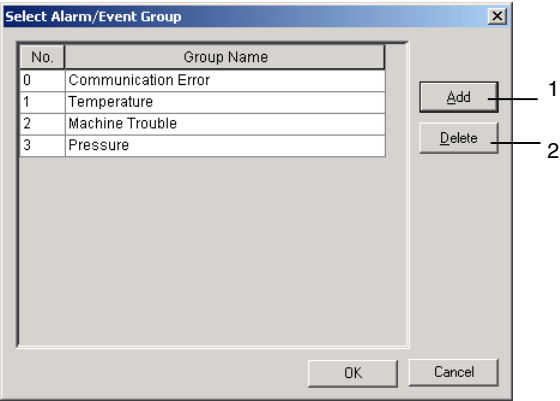 Select Alarm/Event Group
No. Group Name
0 Communication Error
1 Temperature
2 Machine Trouble
3 Pressure
Add 1
Delete 2
OK Cancel